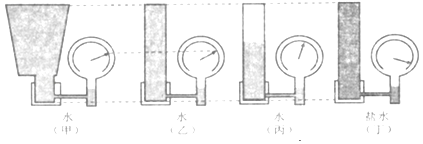 水 水 水 盐水
(甲) (乙) (丙) (丁)